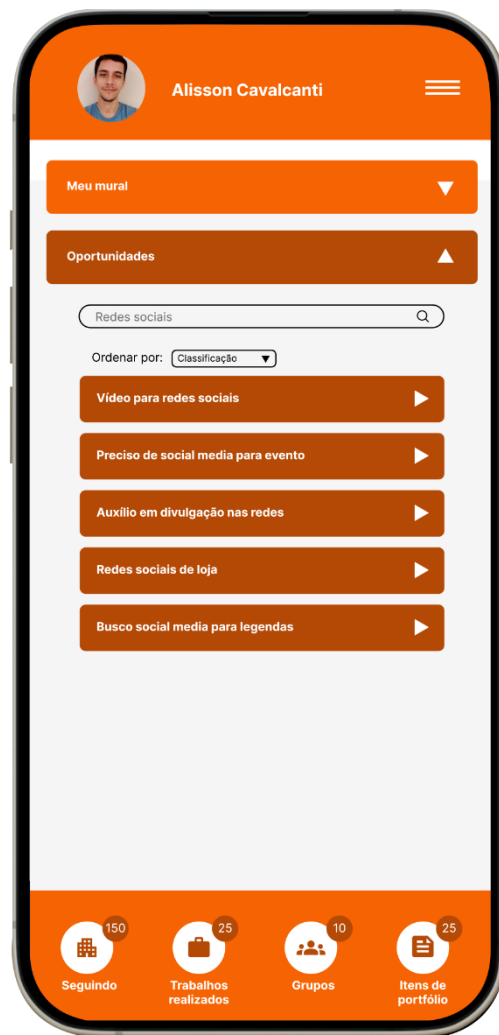 Alisson Cavalcanti
Meu mural
Oportunidades
Redes sociais
Ordenar por: Classificação
Vídeo para redes sociais
Preciso de social media para evento
Auxílio em divulgação nas redes
Redes sociais de loja
Busco social media para legendas
150
25
10
25
Seguindo
Trabalhos
realizados
Grupos
Itens de
portfólio